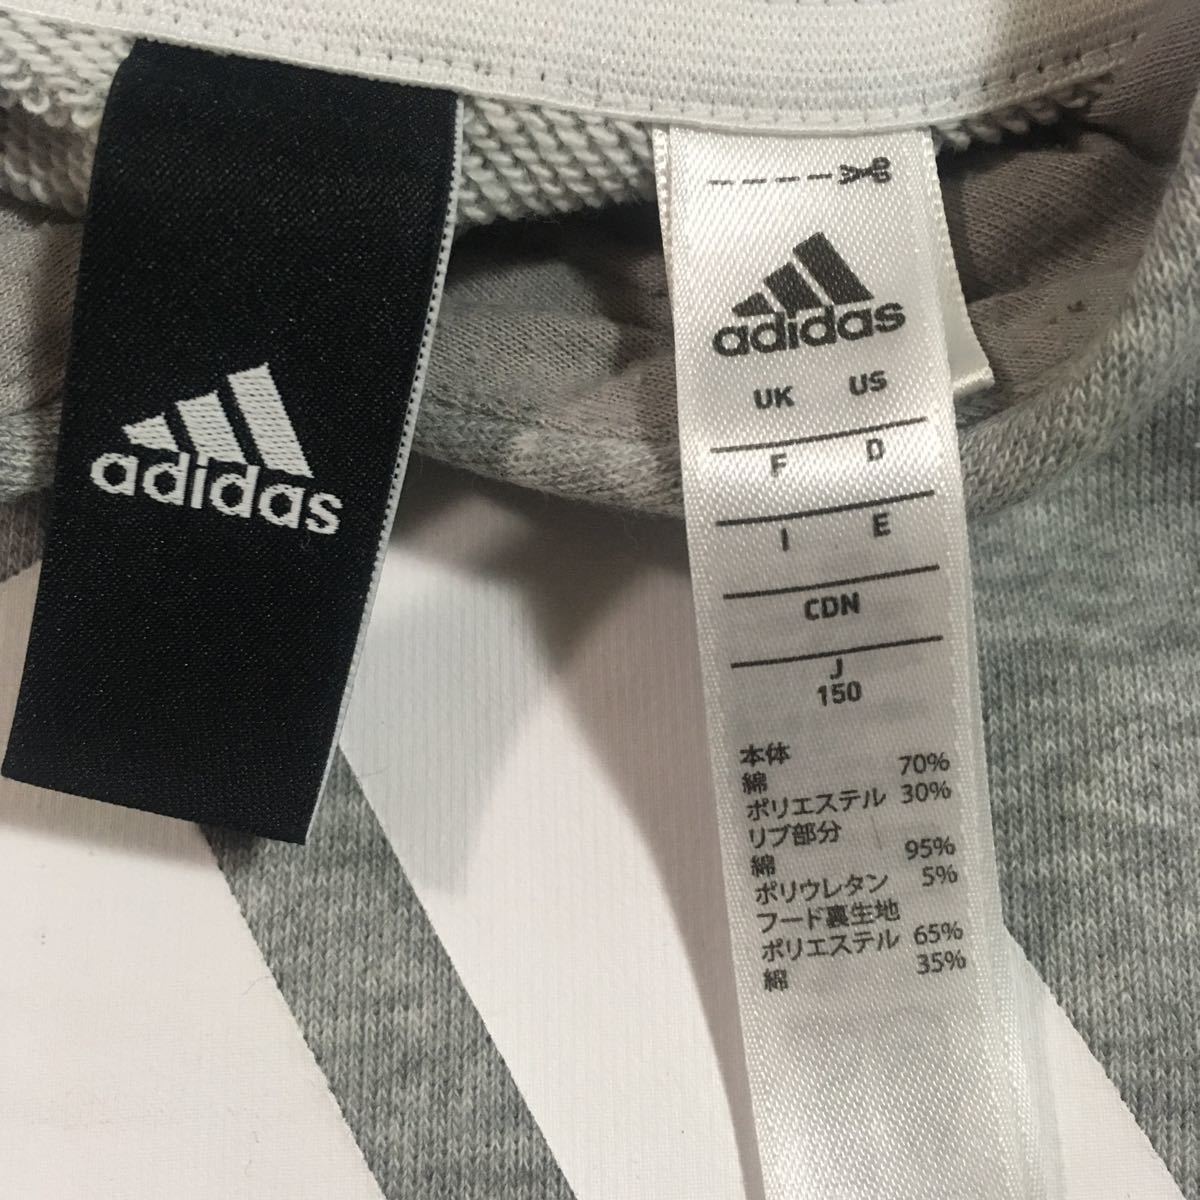 adidas
adidas
UK US
F D
I E
CDN
J
150
本体
綿 70%
ポリエステル 30%
リブ部分
綿 95%
ポリウレタン 5%
フード裏生地
ポリエステル 65%
綿 35%